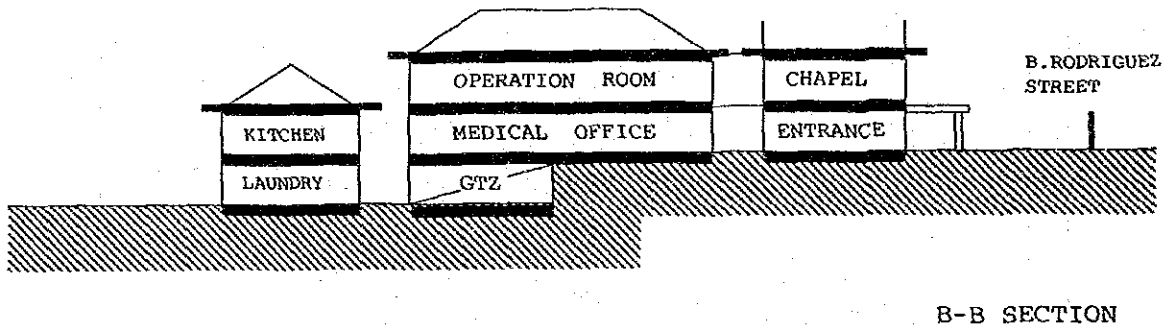 OPERATION ROOM
CHAPEL
B.RODRIGUEZ
STREET
KITCHEN
MEDICAL OFFICE
ENTRANCE
LAUNDRY
GTZ
B-B SECTION